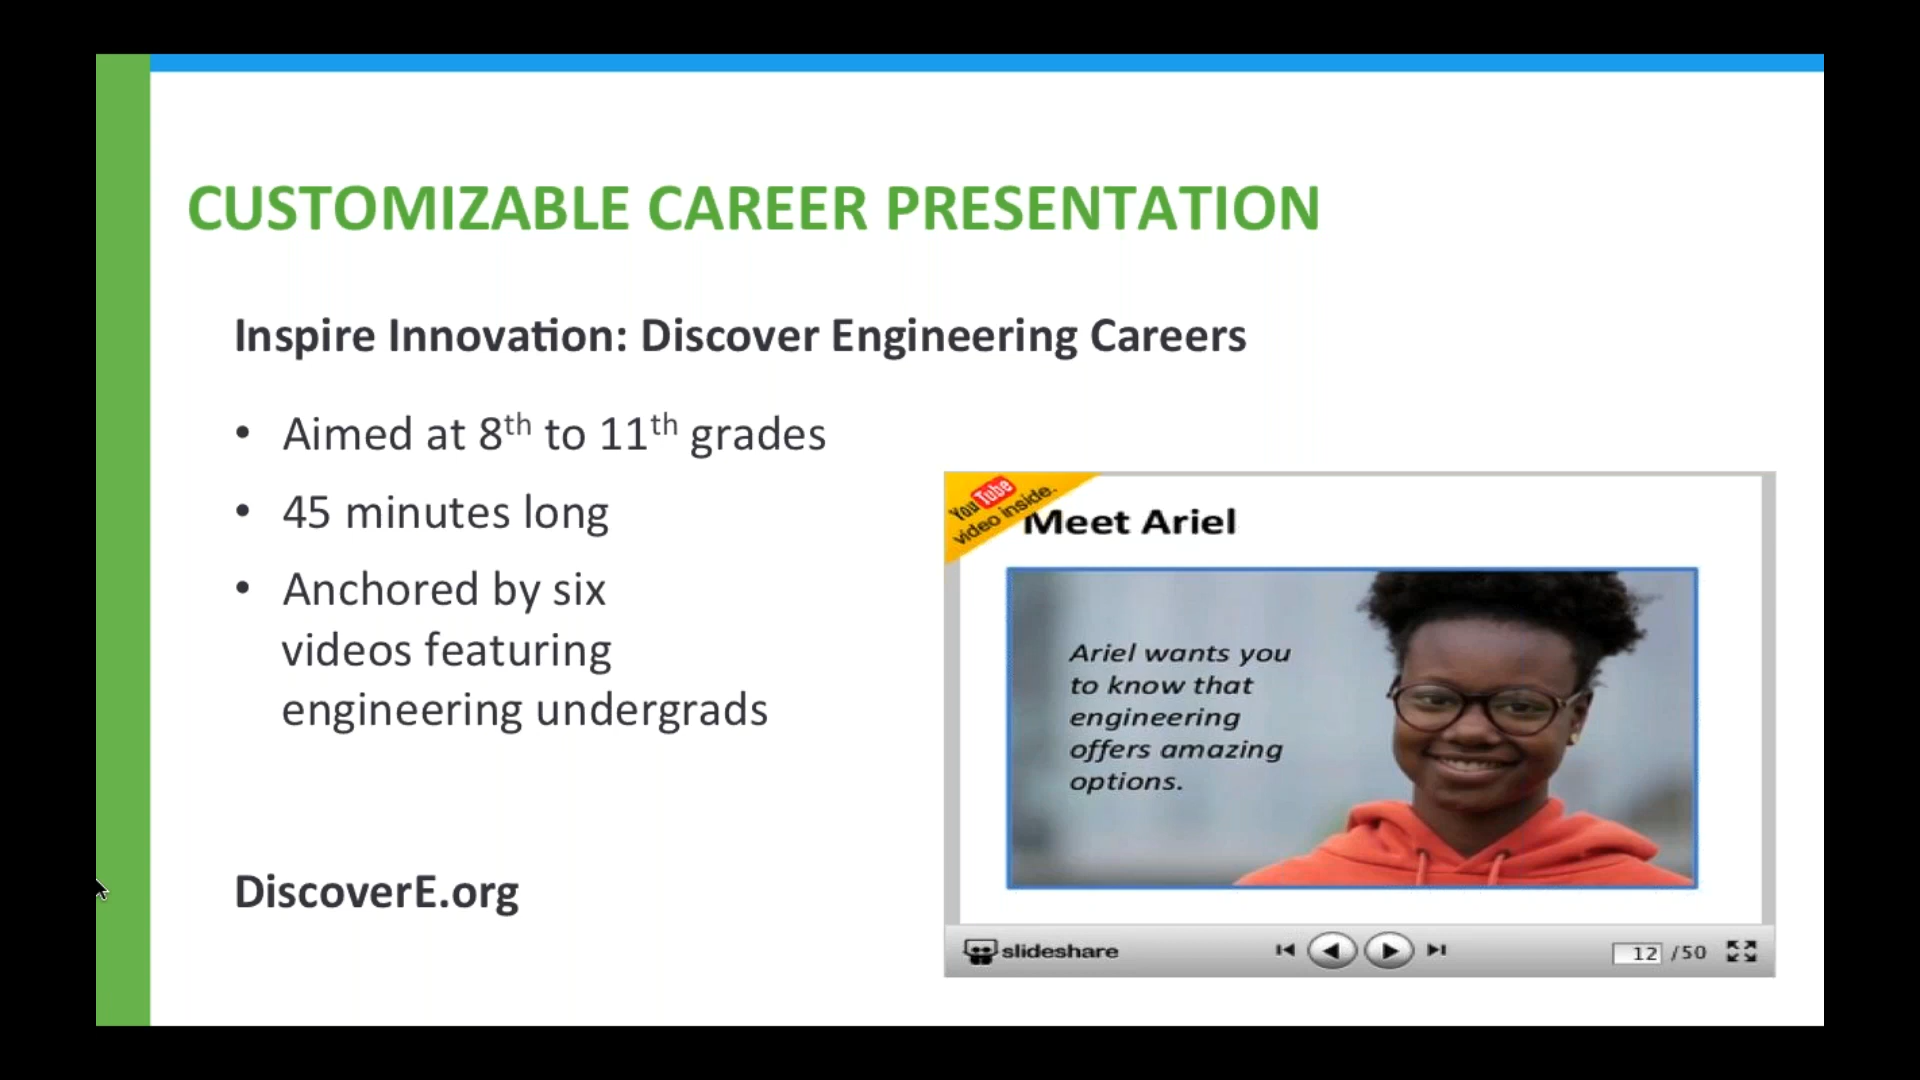 CUSTOMIZABLE CAREER PRESENTATION
Inspire Innovation: Discover Engineering Careers
• Aimed at 8th to 11th grades
• 45 minutes long
• Anchored by six
videos featuring
engineering undergrads
DiscoverE.org
YouTube
video inside.
Meet Ariel
Ariel wants you
to know that
engineering
offers amazing
options.
slideshare
12 /50